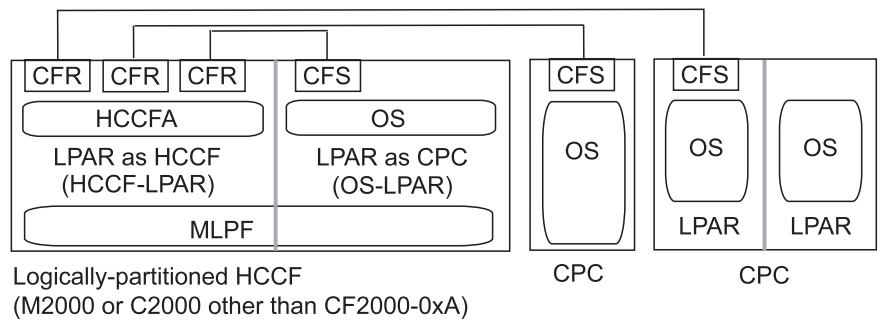 CFR CFR CFR CFS CFS CFS
HCCFA OS
OS OS OS
LPAR as HCCF LPAR as CPC
(HCCF-LPAR) (OS-LPAR)
LPAR LPAR
MLPF
Logically-partitioned HCCF CPC CPC
(M2000 or C2000 other than CF2000-0xA)